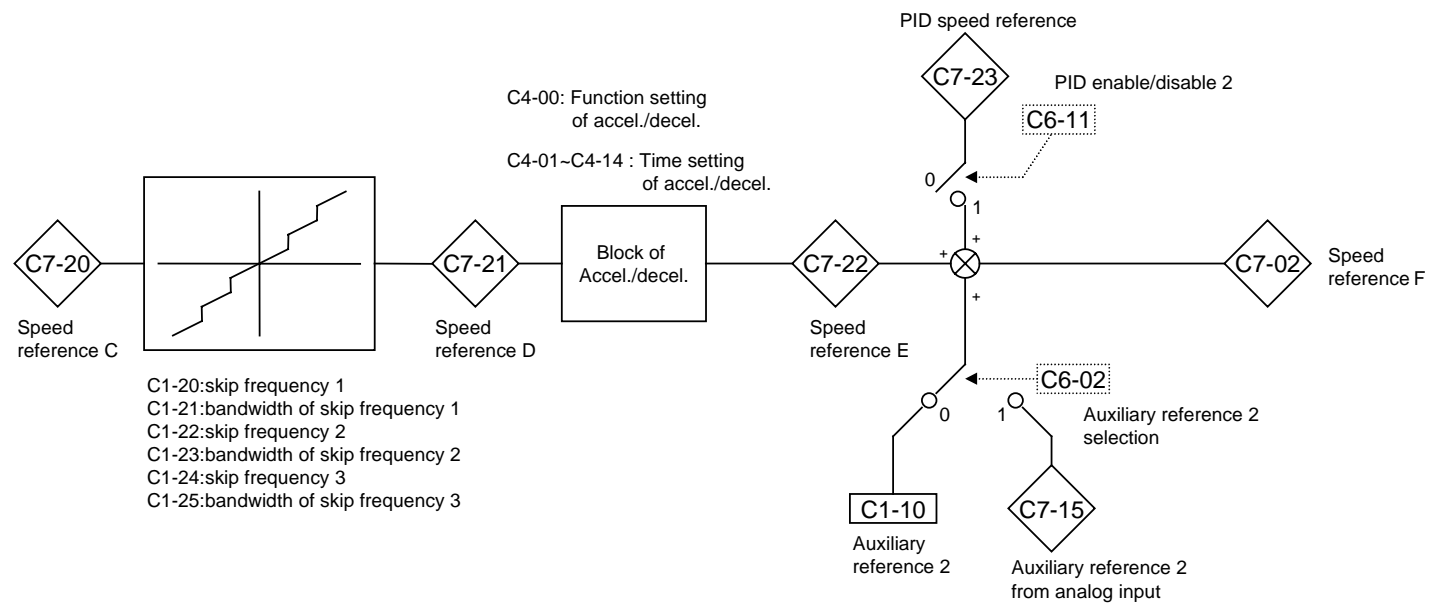 PID speed reference
C7-23
PID enable/disable 2
C6-11
C4-00: Function setting
of accel./decel.
C4-01~C4-14 : Time setting
of accel./decel.
0
1
+
+
+
C7-20
Speed
reference C
C7-21
Speed
reference D
Block of
Accel./decel.
C7-22
Speed
reference E
C7-02
Speed
reference F
C1-20:skip frequency 1
C1-21:bandwidth of skip frequency 1
C1-22:skip frequency 2
C1-23:bandwidth of skip frequency 2
C1-24:skip frequency 3
C1-25:bandwidth of skip frequency 3
C6-02
0
1
Auxiliary reference 2
selection
C1-10
Auxiliary
reference 2
C7-15
Auxiliary reference 2
from analog input